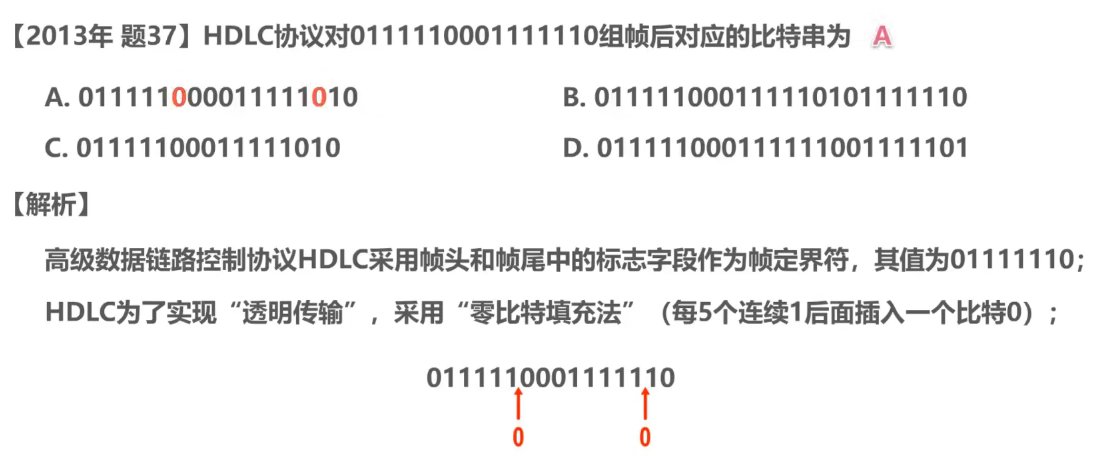 【2013年 题37】HDLC协议对0111110001111110组帧后对应的比特串为 A
A. 011111000011111010 B. 011111000111110101111110
C. 01111100011111010 D. 011111000111111001111101
【解析】
高级数据链路控制协议HDLC采用帧头和帧尾中的标志字段作为帧定界符，其值为01111110；
HDLC为了实现“透明传输”，采用“零比特填充法”（每5个连续1后面插入一个比特0）；
0111110001111110
0 0